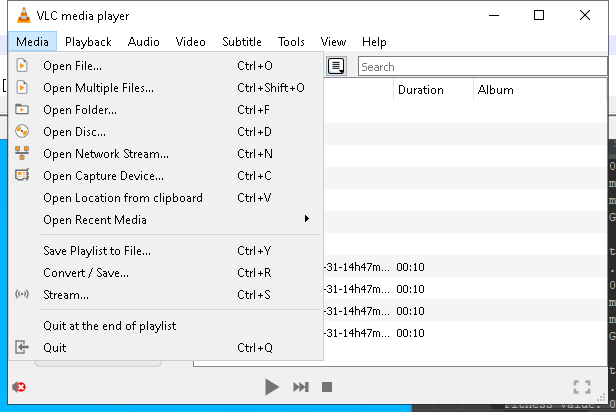 VLC media player
Media Playback Audio Video Subtitle Tools View Help
Search
Duration Album
Open File... Ctrl+O
Open Multiple Files... Ctrl+Shift+O
Open Folder... Ctrl+F
Open Disc... Ctrl+D
Open Network Stream... Ctrl+N
Open Capture Device... Ctrl+C
Open Location from clipboard Ctrl+V
Open Recent Media
Save Playlist to File... Ctrl+Y
Convert / Save... Ctrl+R
Stream... Ctrl+S
Quit at the end of playlist
Quit Ctrl+Q
-31-14h47m... 00:10
-31-14h47m... 00:10
-31-14h47m... 00:10
-31-14h47m... 00:10